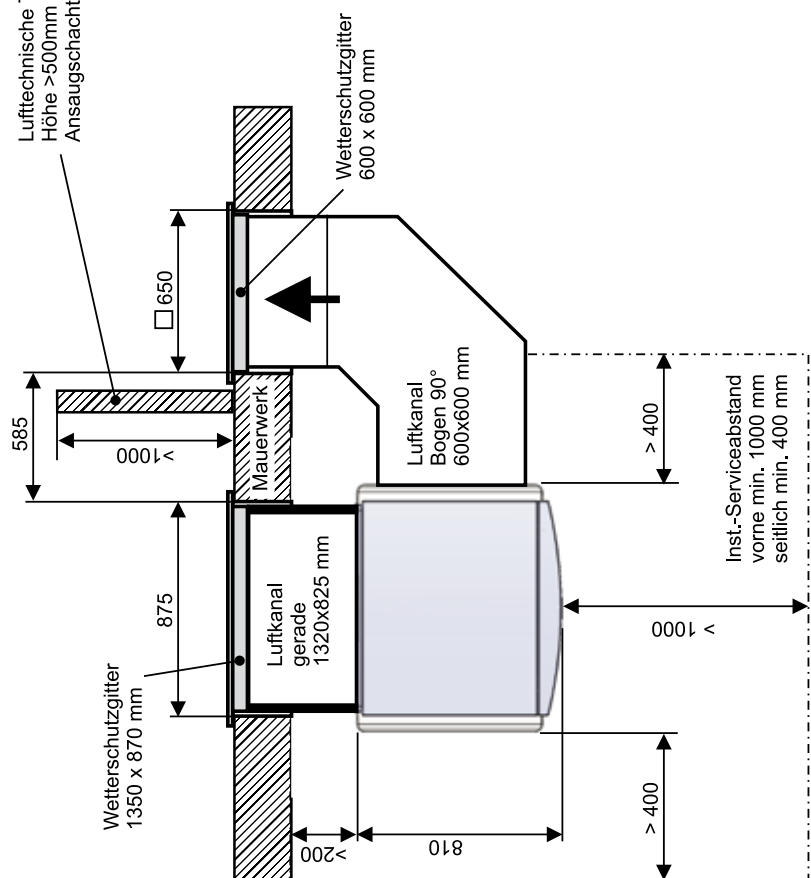 Lufttechnische
Höhe >500mm
Ansaugschacht
Wetterschutzgitter
600 x 600 mm
□ 650
585
>1000
Mauerwerk
875
Luftkanal
Bogen 90°
600x600 mm
> 400
Luftkanal
gerade
1320x825 mm
Wetterschutzgitter
1350 x 870 mm
Inst.-Serviceabstand
vorne min. 1000 mm
seitlich min. 400 mm
> 1000
>200
810
> 400